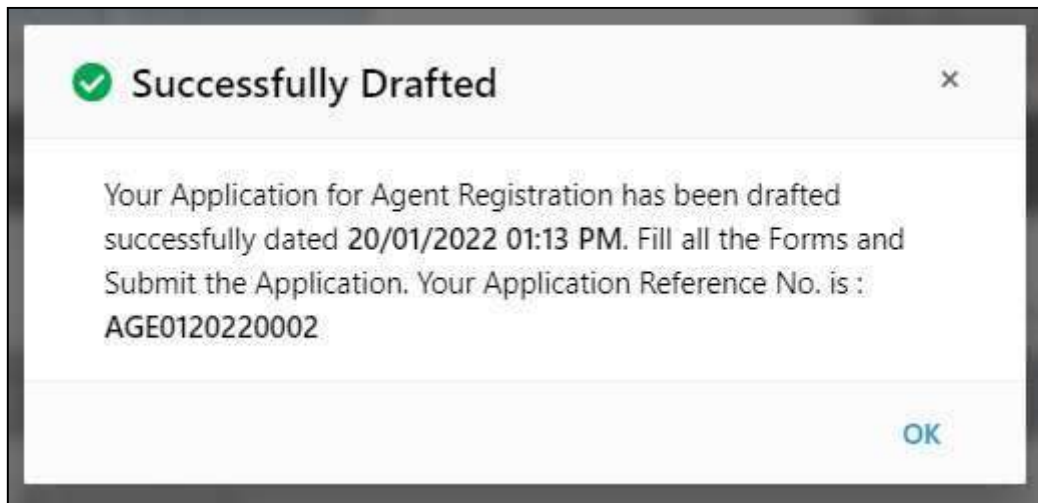 Successfully Drafted
×
Your Application for Agent Registration has been drafted
successfully dated 20/01/2022 01:13 PM. Fill all the Forms and
Submit the Application. Your Application Reference No. is :
AGE0120220002
OK